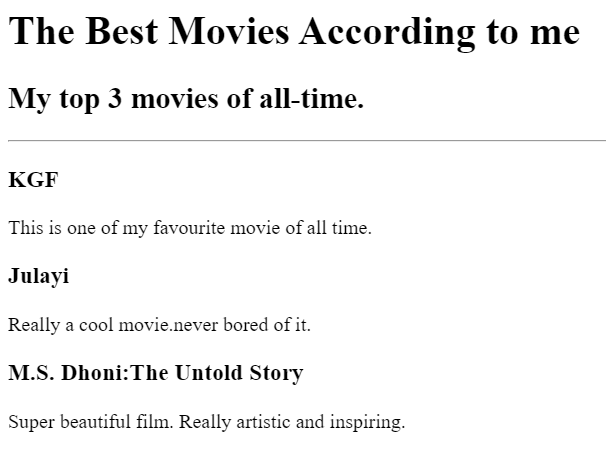 The Best Movies According to me
My top 3 movies of all-time.
KGF
This is one of my favourite movie of all time.
Julayi
Really a cool movie.never bored of it.
M.S. Dhoni:The Untold Story
Super beautiful film. Really artistic and inspiring.